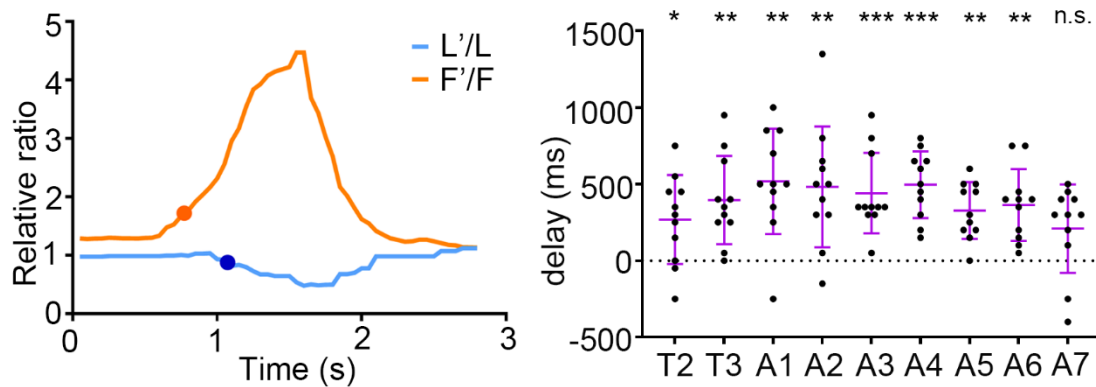 5
4
3
2
1
0
Relative ratio
L’/L
F’/F
0 1 2 3
Time (s)
* ** ** ** *** *** ** ** n.s.
1500
1000
500
0
-500
delay (ms)
T2 T3 A1 A2 A3 A4 A5 A6 A7